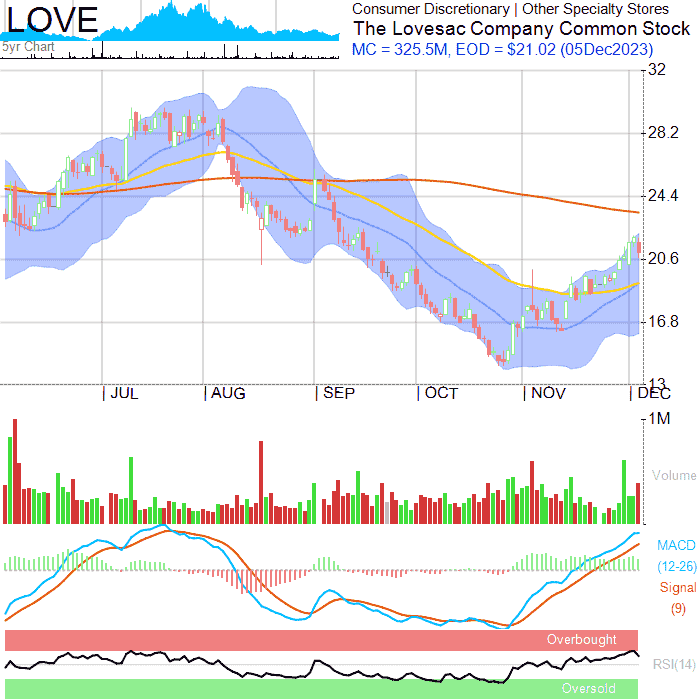 LOVE
5yr Chart
Consumer Discretionary | Other Specialty Stores
The Lovesac Company Common Stock
MC = 325.5M, EOD = $21.02 (05Dec2023)
32
28.2
24.4
20.6
16.8
13
JUL
AUG
SEP
OCT
NOV
DEC
1M
Volume
MACD
(12-26)
Signal
(9)
Overbought
RSI(14)
Oversold